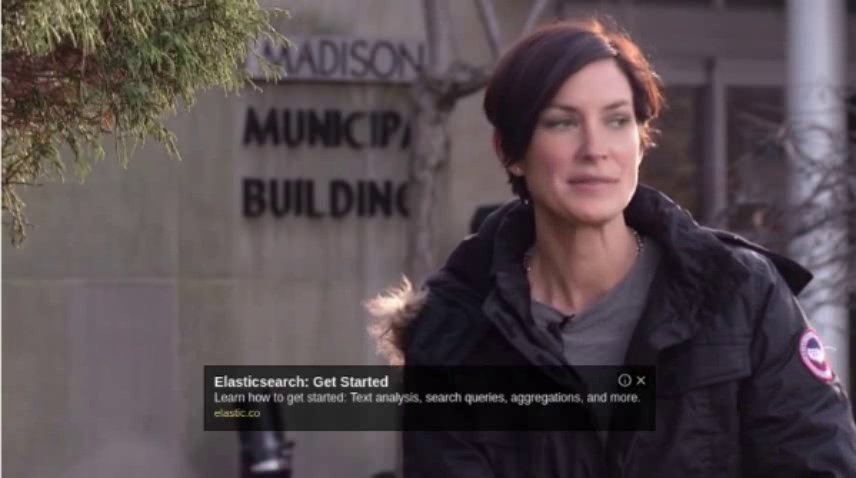 MADISON
MUNICIPA
BUILDING
Elasticsearch: Get Started
Learn how to get started: Text analysis, search queries, aggregations, and more.
elastic.co